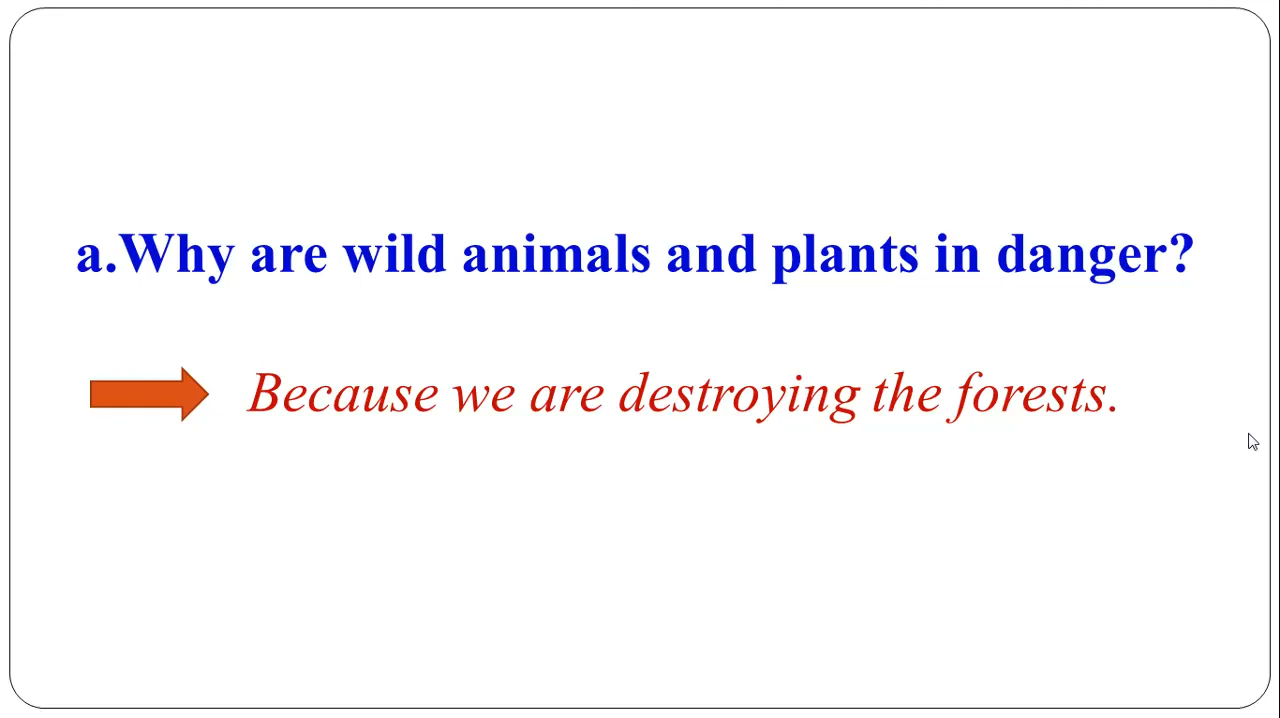 a.Why are wild animals and plants in danger?
Because we are destroying the forests.